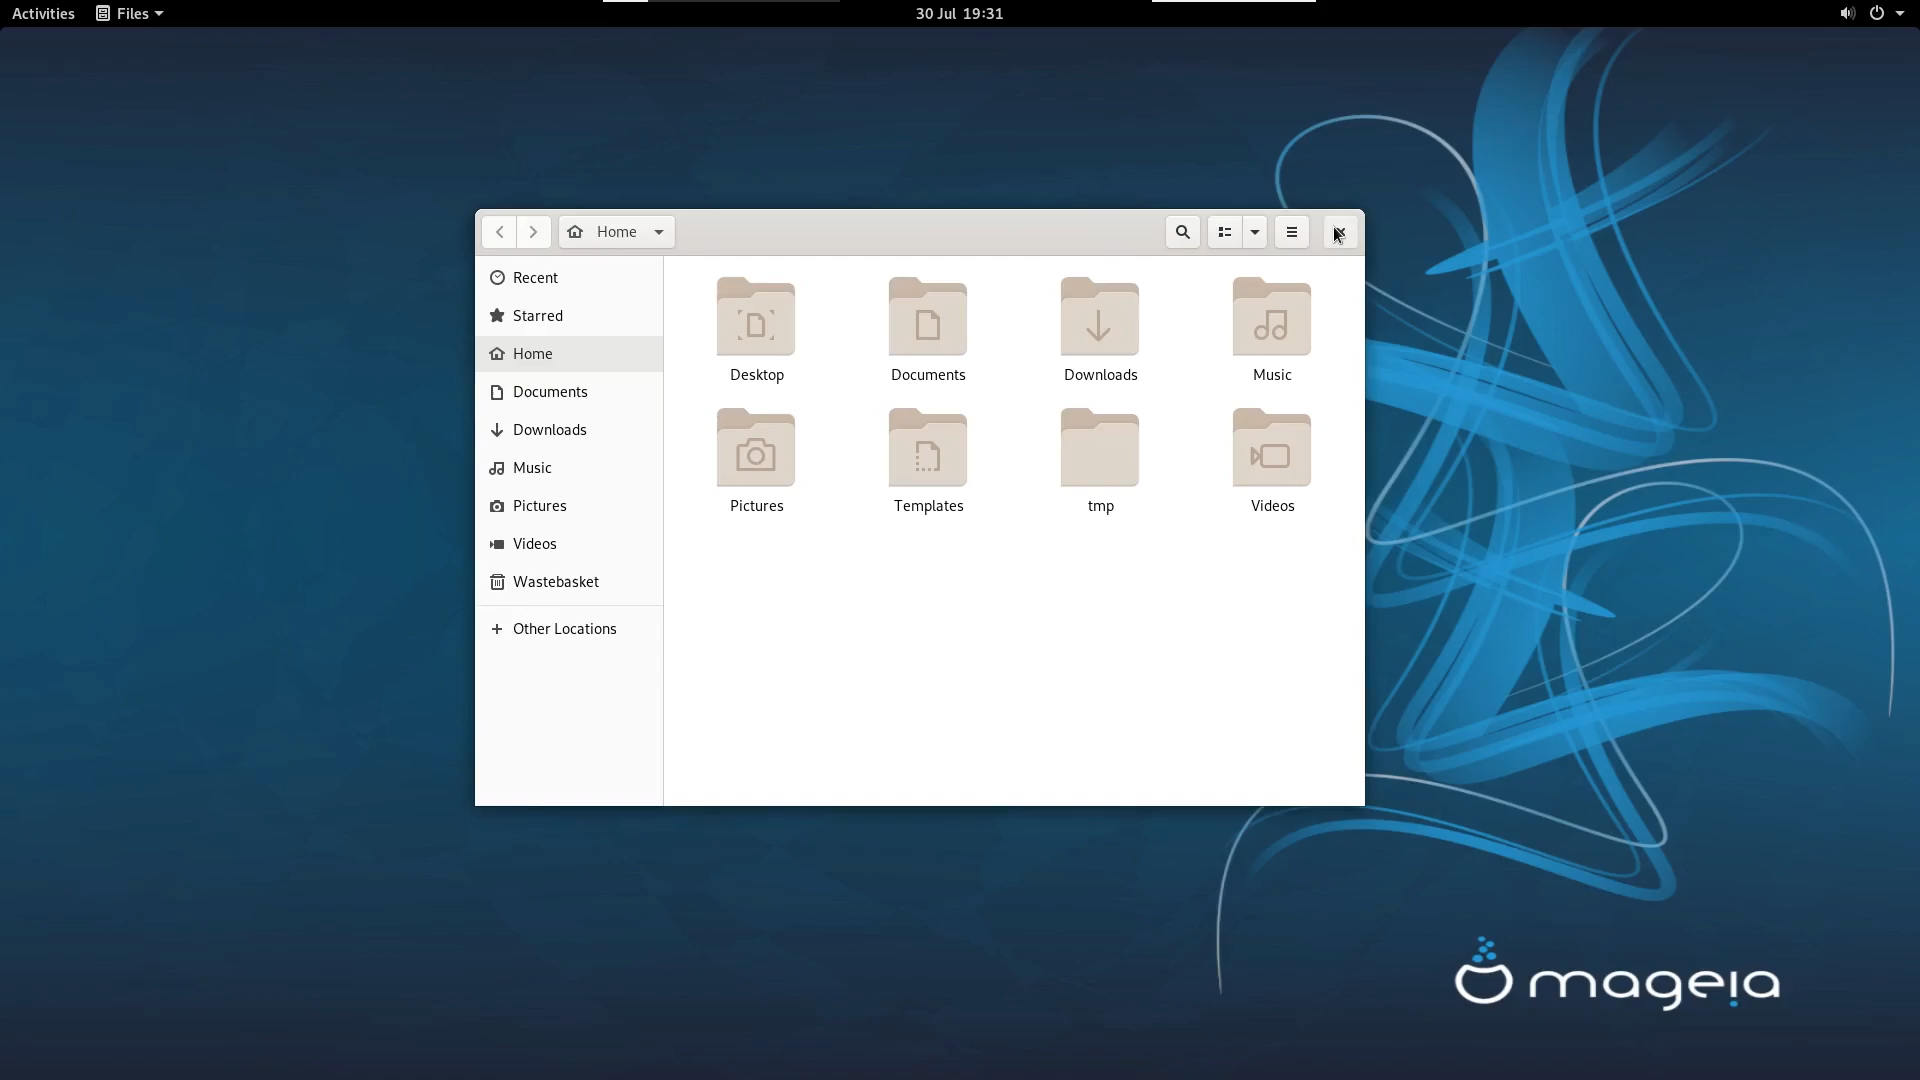 Activities
Files
30 Jul 19:31
Home
Recent
Starred
Home
Documents
Downloads
Music
Pictures
Videos
Wastebasket
Other Locations
Desktop
Documents
Downloads
Music
Pictures
Templates
tmp
Videos
mageia